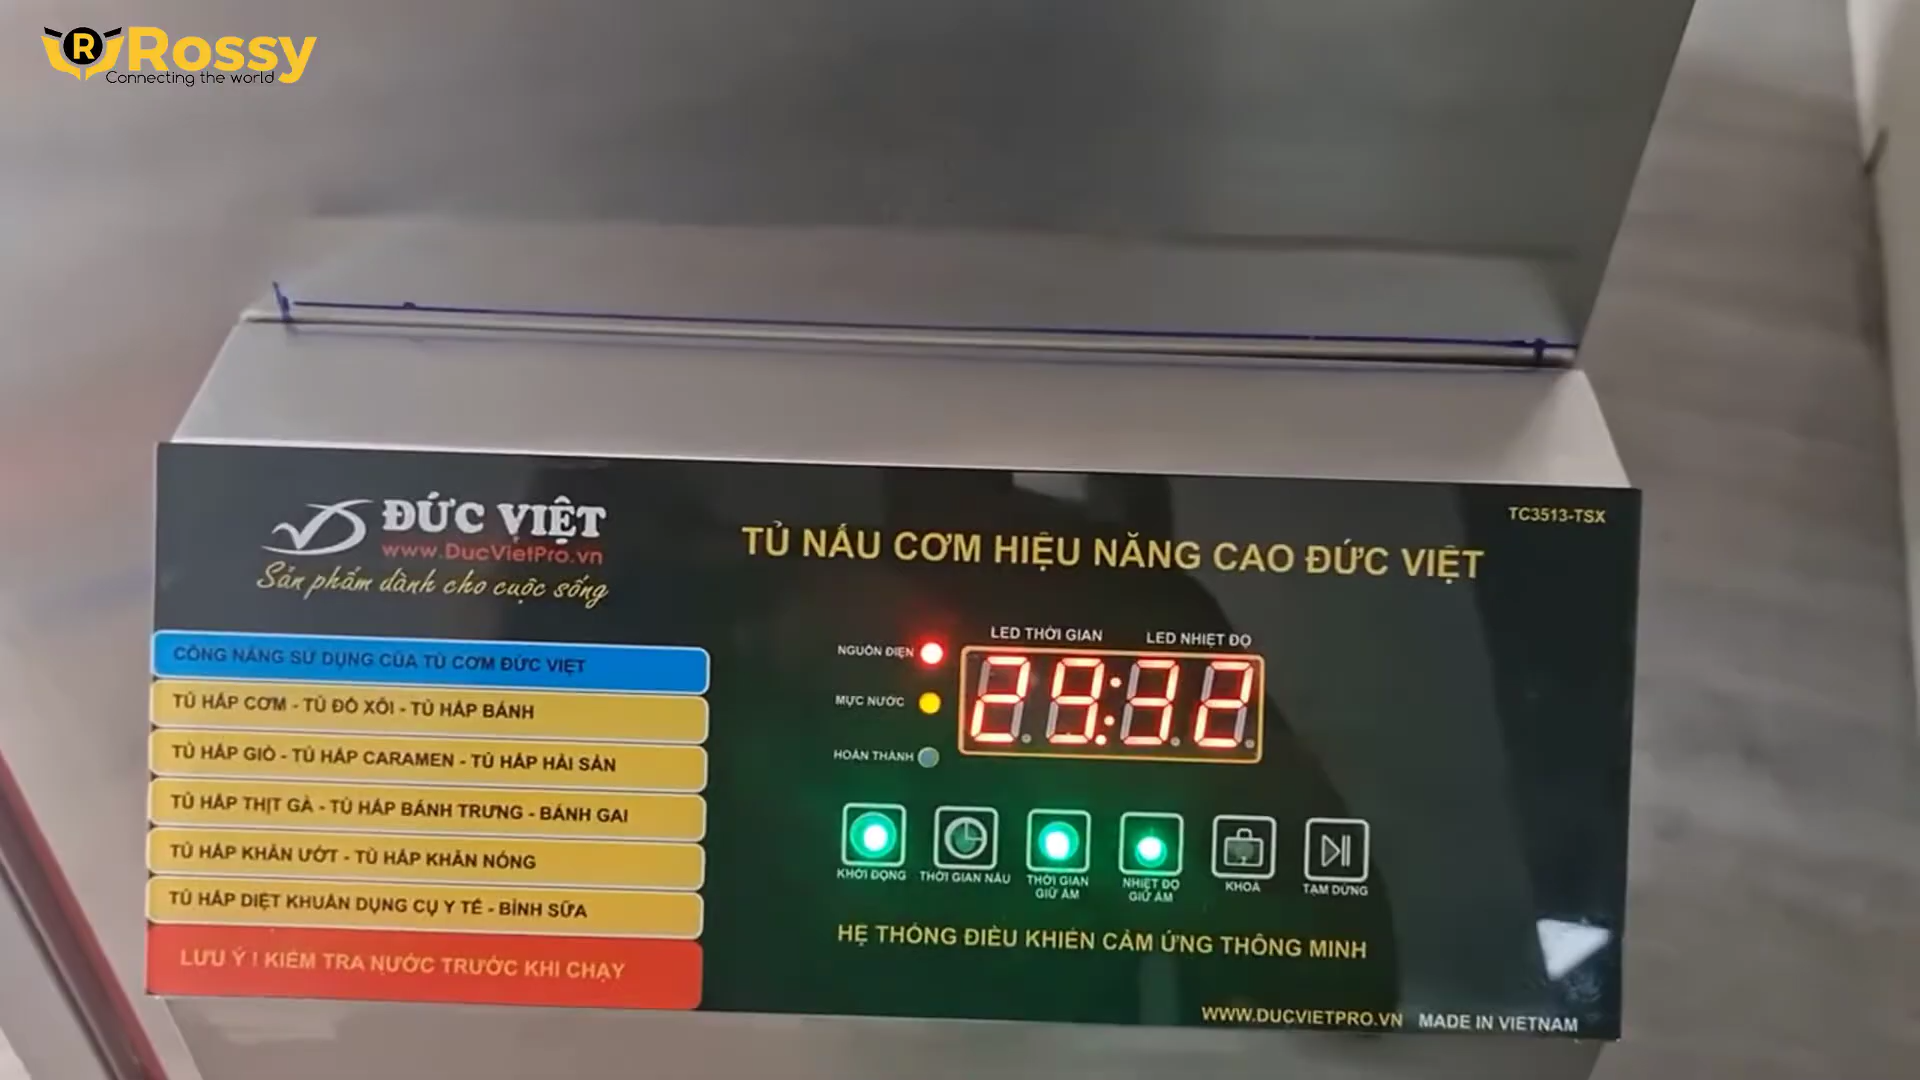 R Rossy
Connecting the world
ĐỨC VIỆT
www.DucVietPro.vn
Sản phẩm dành cho cuộc sống
TC3513-TSX
TỦ NẤU CƠM HIỆU NĂNG CAO ĐỨC VIỆT
CÔNG NĂNG SỬ DỤNG CỦA TỦ CƠM ĐỨC VIỆT
TỦ HẤP CƠM - TỦ ĐỒ XÔI - TỦ HẤP BÁNH
TỦ HẤP GIÒ - TỦ HẤP CARAMEN - TỦ HẤP HẢI SẢN
TỦ HẤP THỊT GÀ - TỦ HẤP BÁNH TRƯNG - BÁNH GAI
TỦ HẤP KHĂN ƯỚT - TỦ HẤP KHĂN NÓNG
TỦ HẤP DIỆT KHUẨN DỤNG CỤ Y TẾ - BÌNH SỮA
LƯU Ý ! KIỂM TRA NƯỚC TRƯỚC KHI CHẠY
LED THỜI GIAN LED NHIỆT ĐỘ
NGUỒN ĐIỆN
MỰC NƯỚC
HOÀN THÀNH
29:32
KHỞI ĐỘNG
THỜI GIAN NẤU
THỜI GIAN
GIỮ ẤM
NHIỆT ĐỘ
GIỮ ẤM
KHOÁ
TẠM DỪNG
HỆ THỐNG ĐIỀU KHIỂN CẢM ỨNG THÔNG MINH
WWW.DUCVIETPRO.VN MADE IN VIETNAM